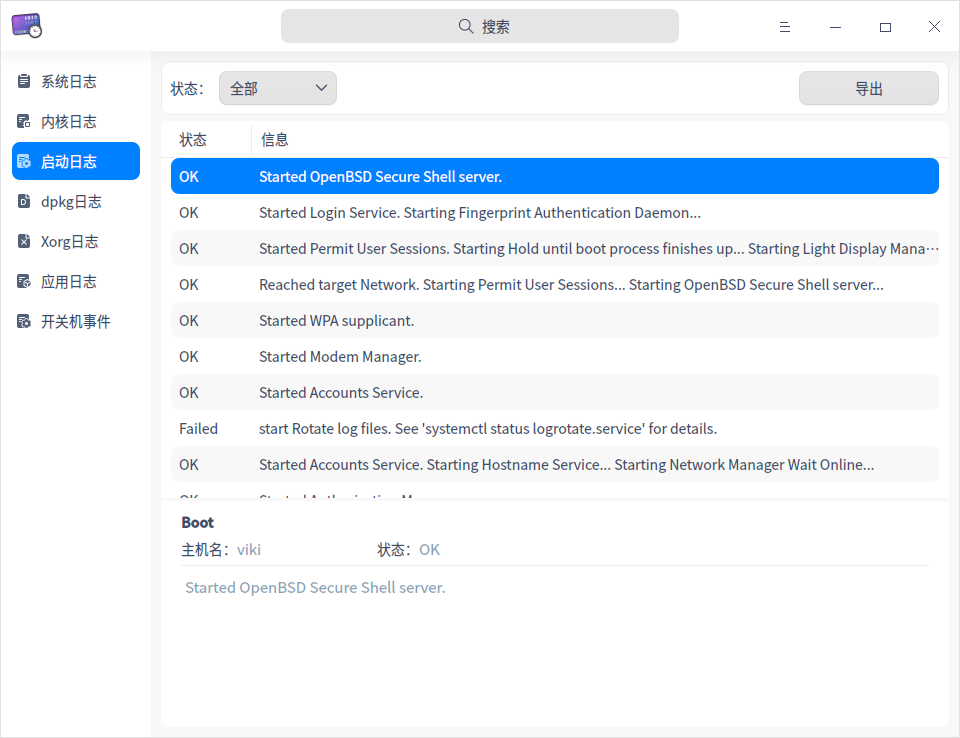 搜索
系统日志
内核日志
启动日志
dpkg日志
Xorg日志
应用日志
开关机事件
状态： 全部 导出
状态 信息
OK Started OpenBSD Secure Shell server.
OK Started Login Service. Starting Fingerprint Authentication Daemon...
OK Started Permit User Sessions. Starting Hold until boot process finishes up... Starting Light Display Mana…
OK Reached target Network. Starting Permit User Sessions... Starting OpenBSD Secure Shell server...
OK Started WPA supplicant.
OK Started Modem Manager.
OK Started Accounts Service.
Failed start Rotate log files. See 'systemctl status logrotate.service' for details.
OK Started Accounts Service. Starting Hostname Service... Starting Network Manager Wait Online...
Boot
主机名： viki 状态： OK
Started OpenBSD Secure Shell server.